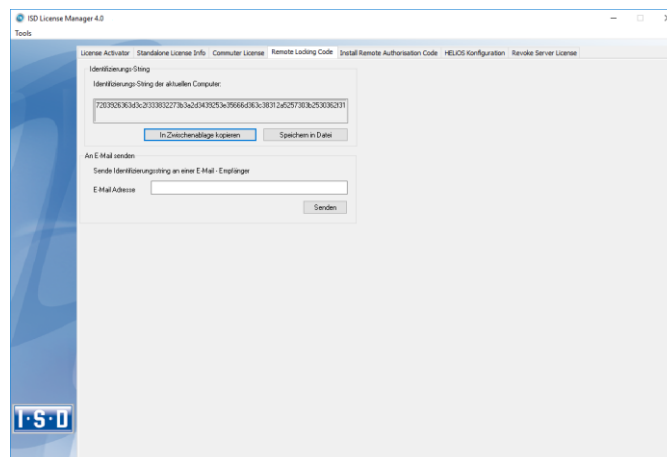 ISD License Manager 4.0
Tools
License Activator Standalone License Info Commuter License Remote Locking Code Install Remote Authorisation Code HELiOS Konfiguration Revoke Server License
Identifizierungs-String
Identifizierungs-String der aktuellen Computer:
In Zwischenablage kopieren Speichern in Datei
An E-Mail senden
Sende Identifizierungsstring an einer E-Mail - Empfänger
E-Mail Adresse
Senden
I·S·D